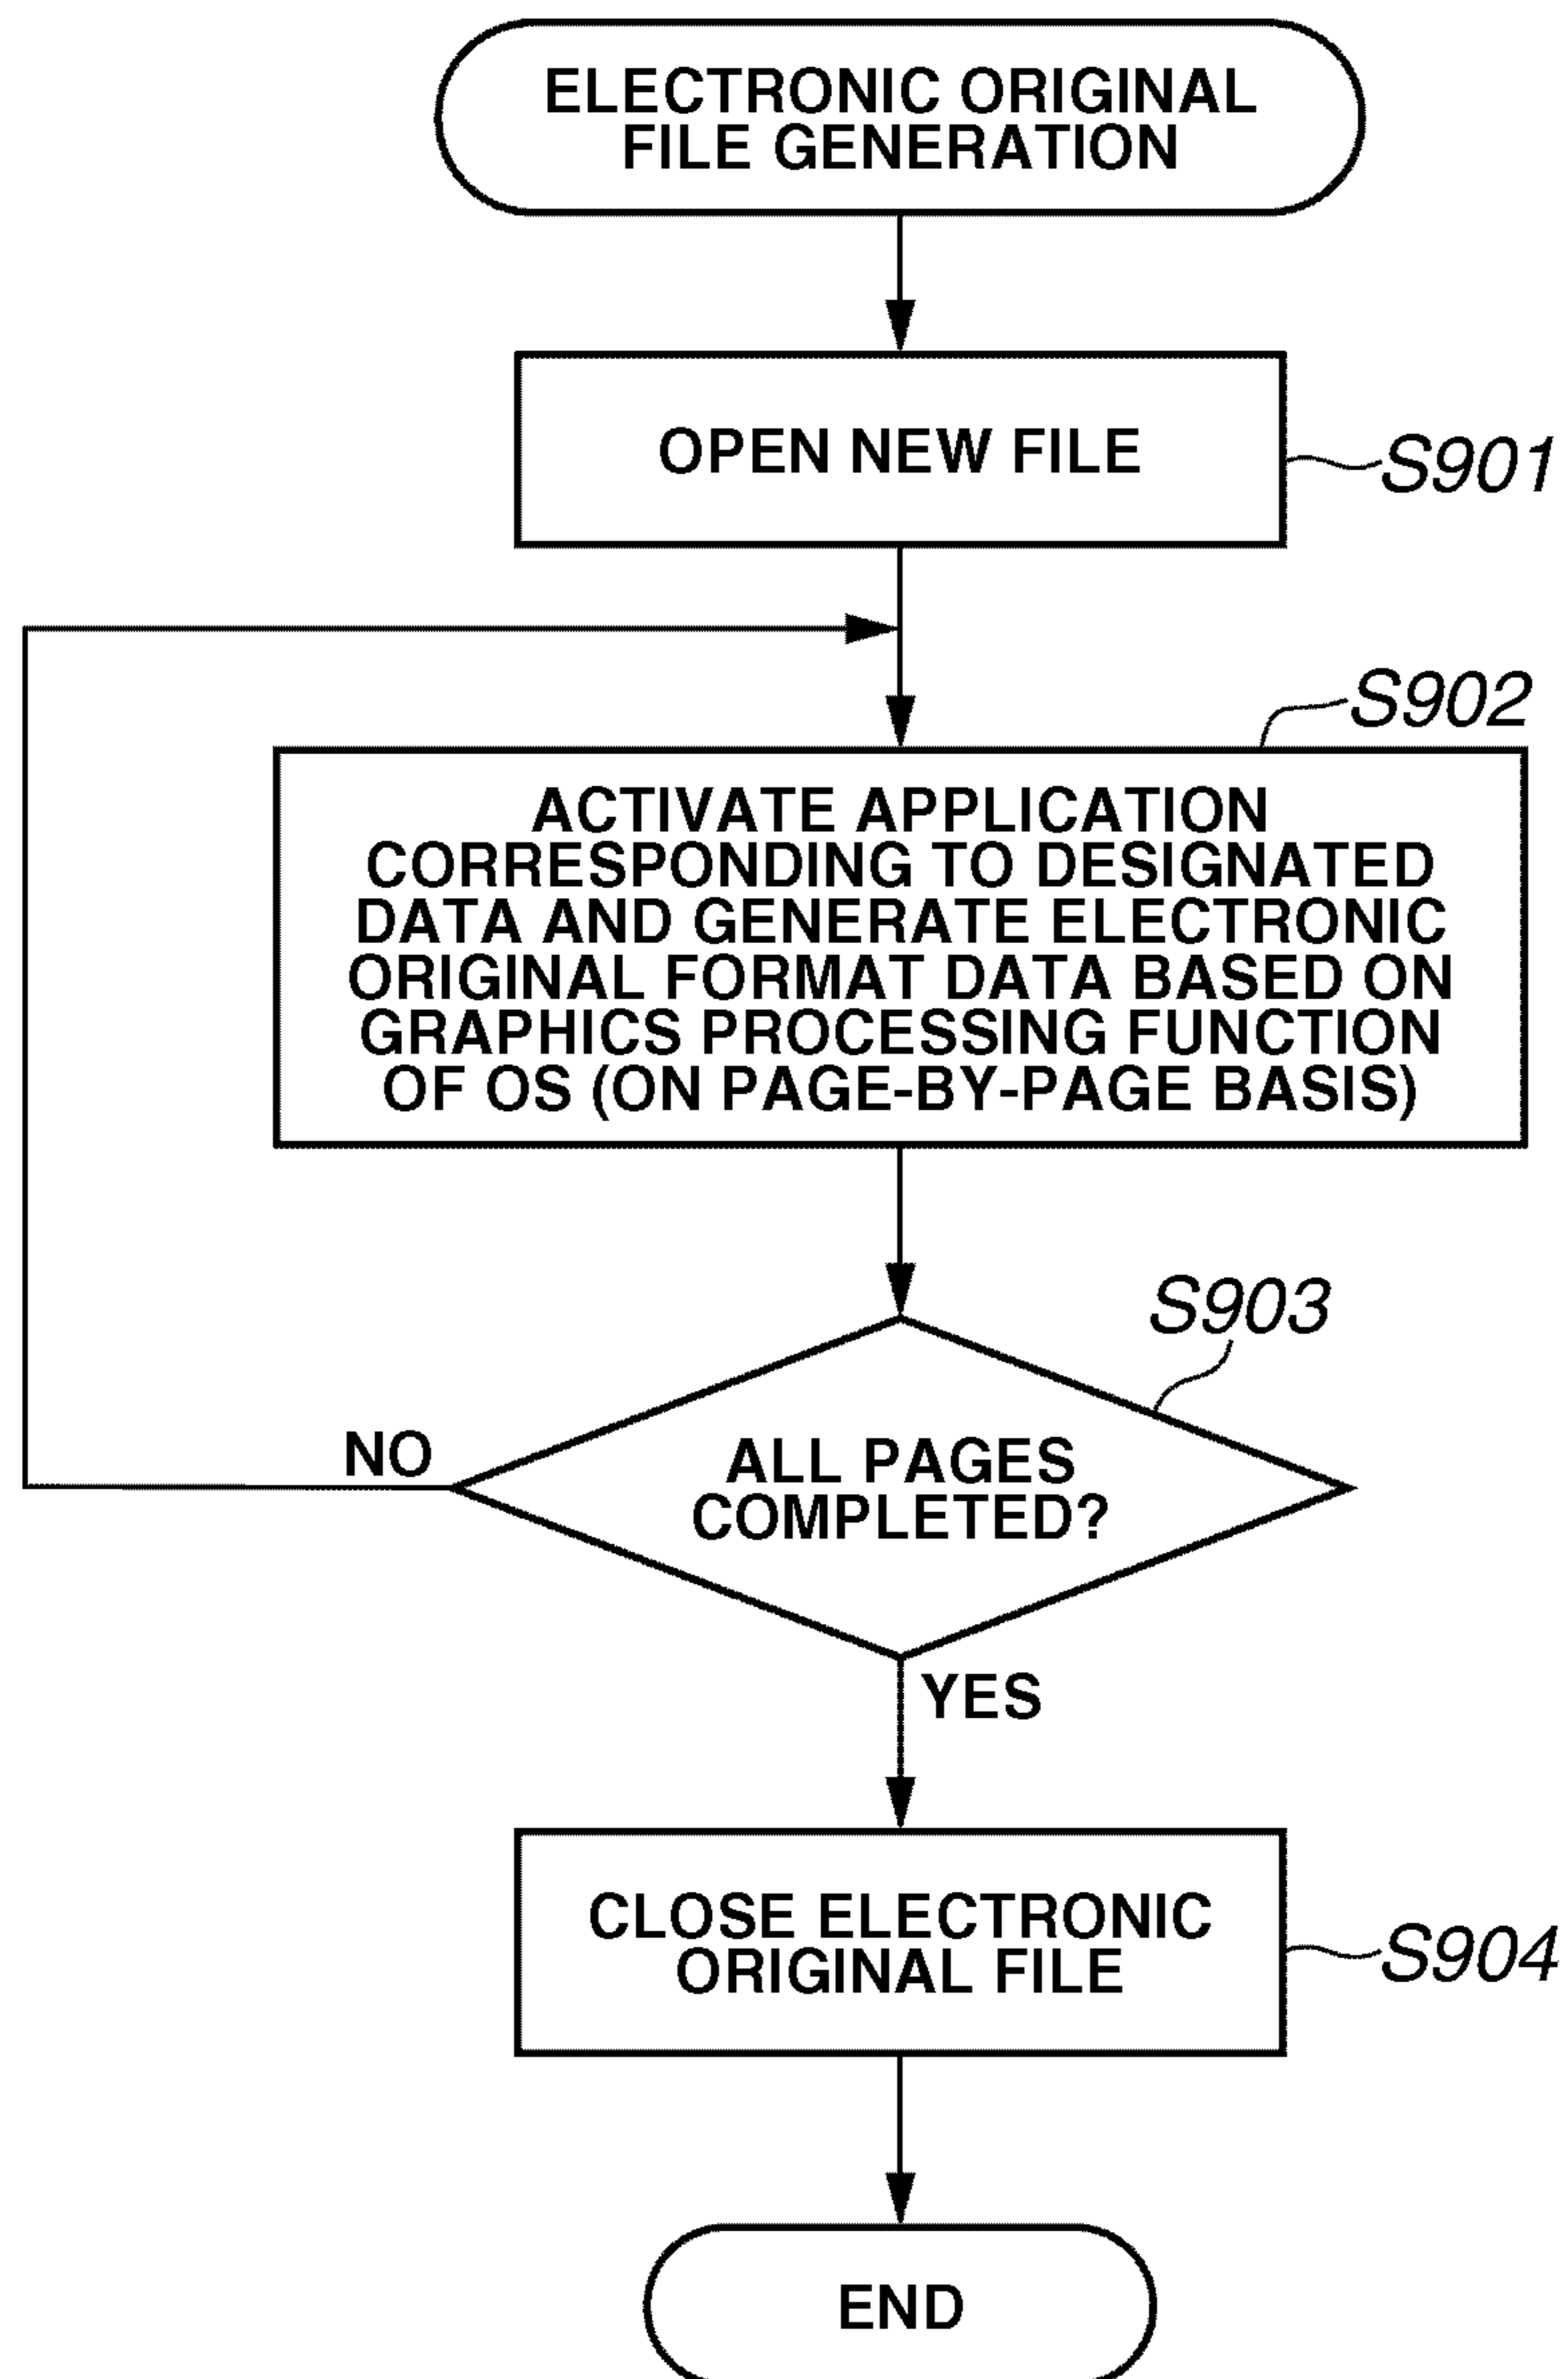 ELECTRONIC ORIGINAL
FILE GENERATION
OPEN NEW FILE
S901
S902
ACTIVATE APPLICATION
CORRESPONDING TO DESIGNATED
DATA AND GENERATE ELECTRONIC
ORIGINAL FORMAT DATA BASED ON
GRAPHICS PROCESSING FUNCTION
OF OS (ON PAGE-BY-PAGE BASIS)
S903
NO
ALL PAGES
COMPLETED?
YES
CLOSE ELECTRONIC
ORIGINAL FILE
S904
END